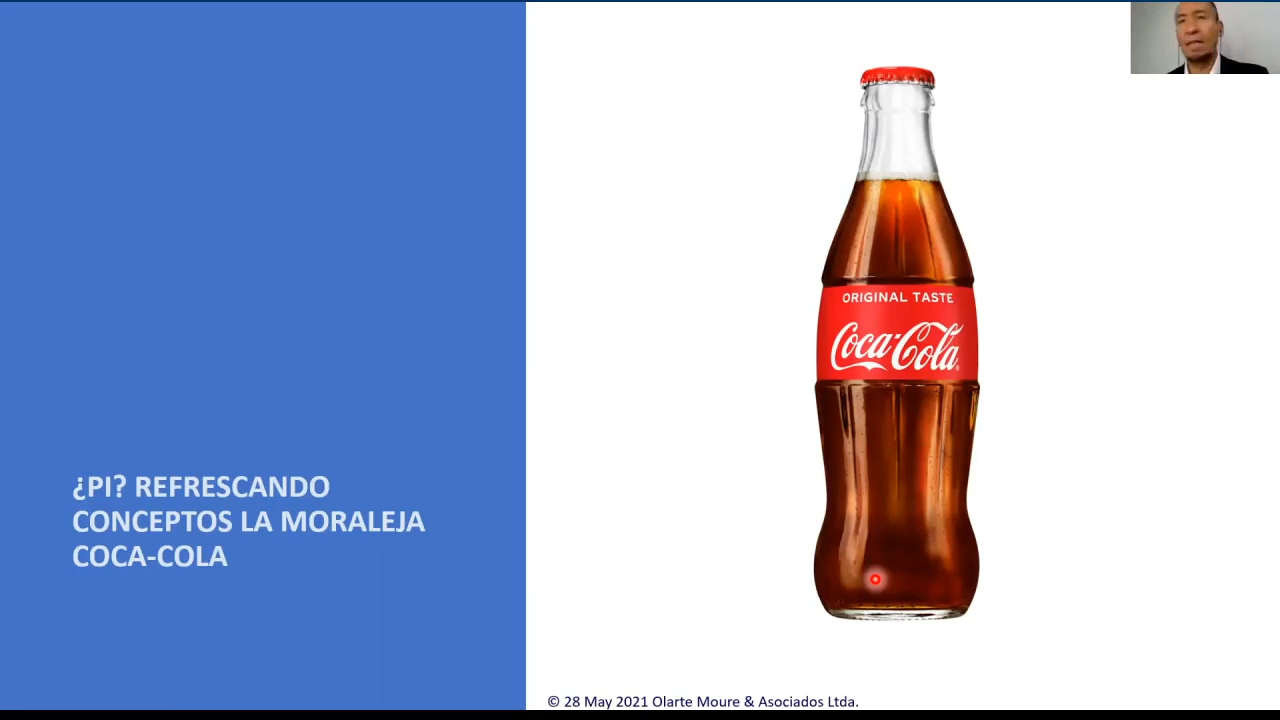 ¿PI? REFRESCANDO
CONCEPTOS LA MORALEJA
COCA-COLA
ORIGINAL TASTE
Coca-Cola
© 28 May 2021 Olarte Moure & Asociados Ltda.